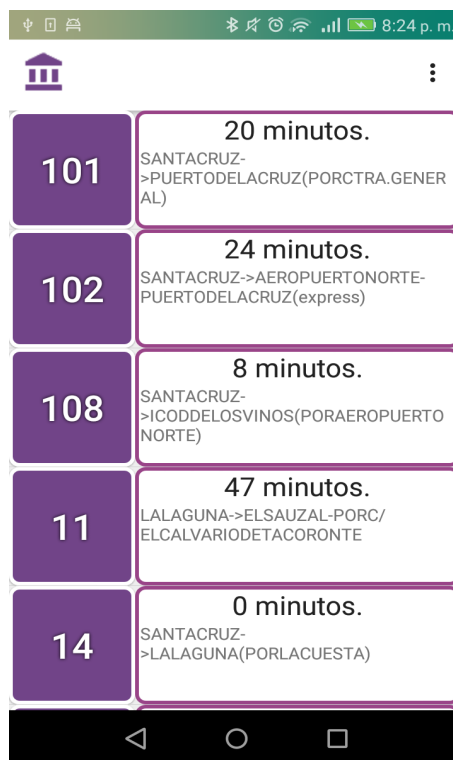 8:24 p. m.
101
20 minutos.
SANTACRUZ-
>PUERTODELACRUZ(PORCTRA.GENER
AL)
102
24 minutos.
SANTACRUZ->AEROPUERTONORTE-
PUERTODELACRUZ(express)
108
8 minutos.
SANTACRUZ-
>ICODDELOSVINOS(PORAEROPUERTO
NORTE)
11
47 minutos.
LALAGUNA->ELSAUZAL-PORC/
ELCALVARIODETACORONTE
14
0 minutos.
SANTACRUZ-
>LALAGUNA(PORLACUESTA)